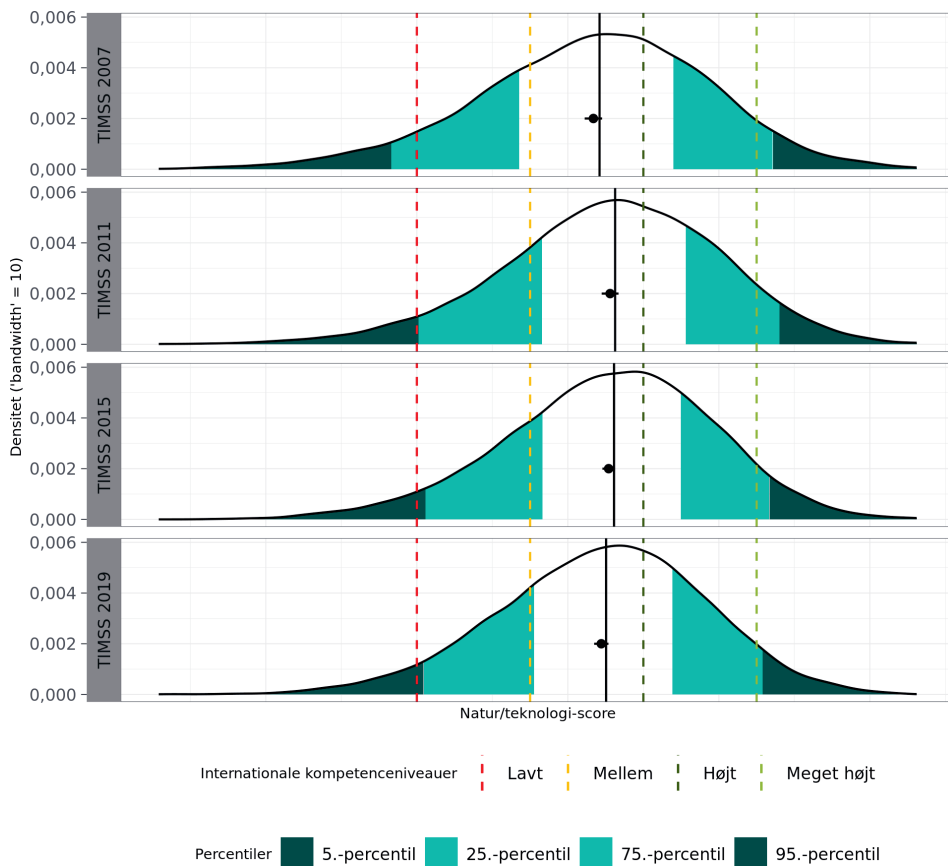 0,006
0,004
0,002
0,000
TIMSS 2007
0,006
0,004
0,002
0,000
TIMSS 2011
Densitet ('bandwidth' = 10)
0,006
0,004
0,002
0,000
TIMSS 2015
0,006
0,004
0,002
0,000
TIMSS 2019
Natur/teknologi-score
Internationale kompetenceniveauer Lavt Mellem Højt Meget højt
Percentiler 5.-percentil 25.-percentil 75.-percentil 95.-percentil